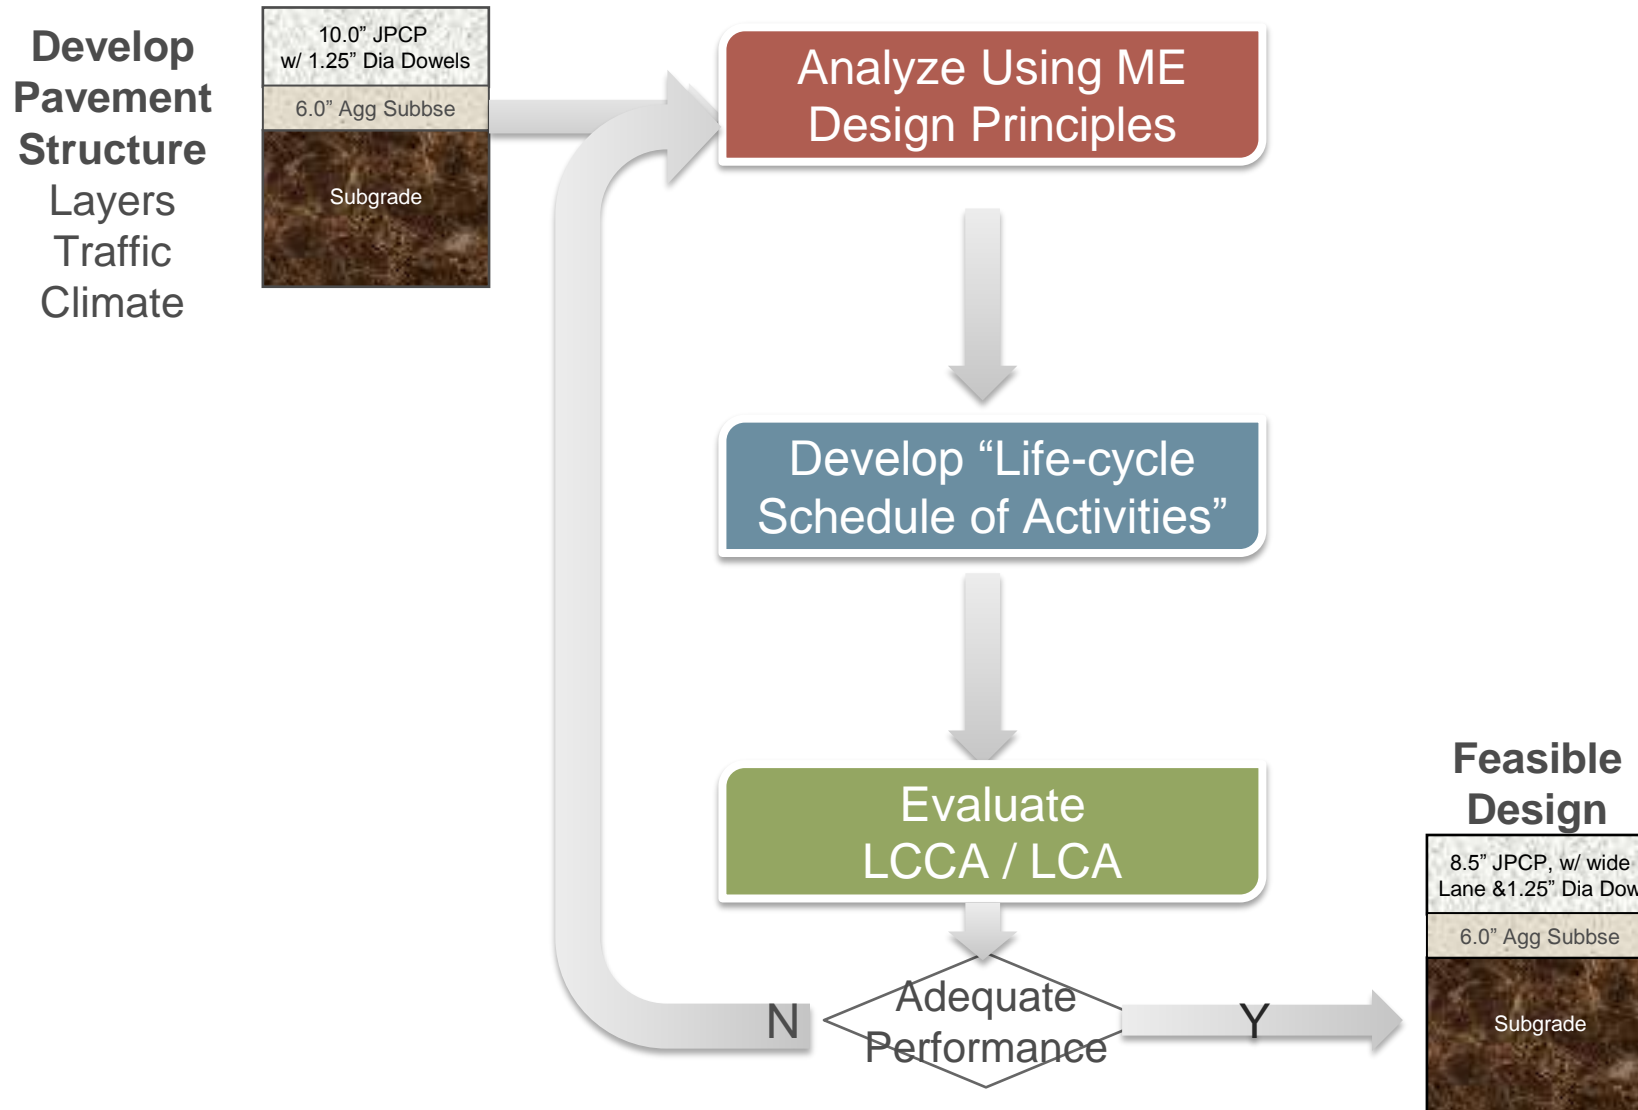 Develop
Pavement
Structure
Layers
Traffic
Climate
10.0” JPCP
w/ 1.25” Dia Dowels
6.0” Agg Subbse
Subgrade
Analyze Using ME
Design Principles
Develop “Life-cycle
Schedule of Activities”
Evaluate
LCCA / LCA
Adequate
Performance
N
Y
Feasible
Design
8.5” JPCP, w/ wide
Lane &1.25” Dia Dow
6.0” Agg Subbse
Subgrade